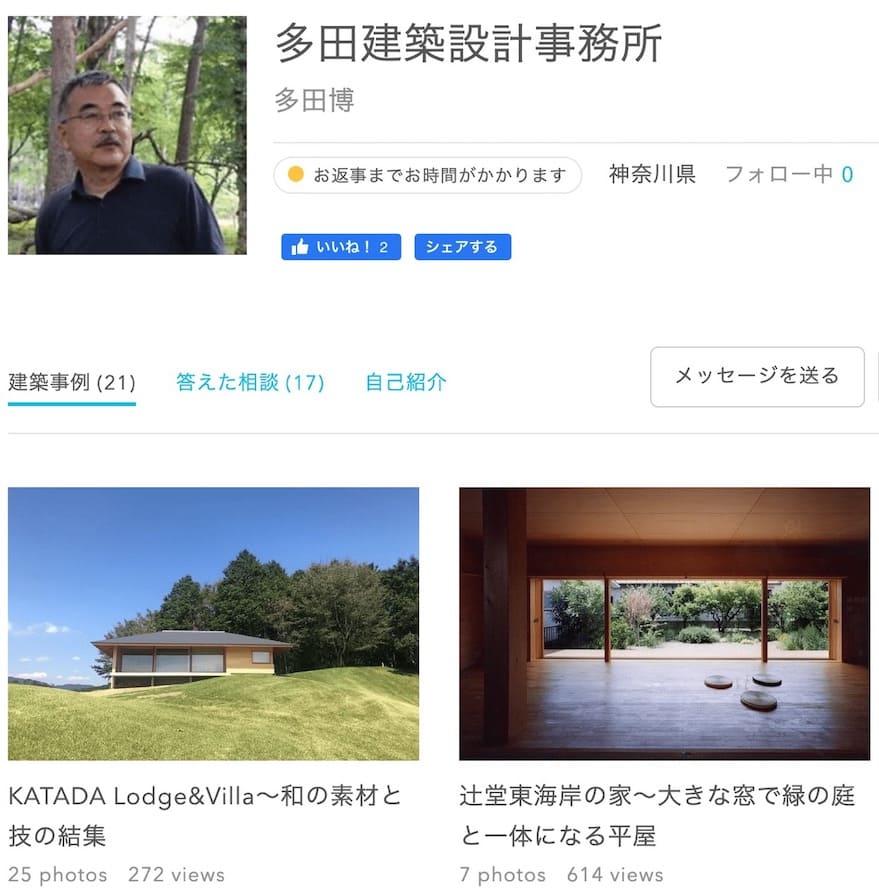 多田建築設計事務所
多田博
お返事までお時間がかかります 神奈川県 フォロー中 0
いいね！ 2 シェアする
建築事例 (21) 答えた相談 (17) 自己紹介 メッセージを送る
KATADA Lodge&Villa〜和の素材と
技の結集
25 photos 272 views
辻堂東海岸の家〜大きな窓で緑の庭
と一体になる平屋
7 photos 614 views